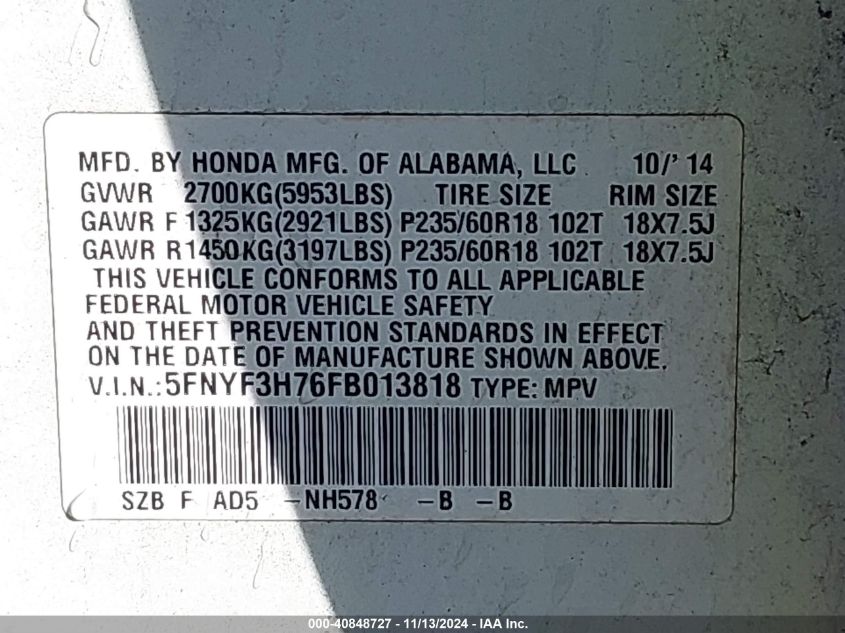 MFD. BY HONDA MFG. OF ALABAMA, LLC 10/' 14
GVWR 2700KG(5953LBS) TIRE SIZE RIM SIZE
GAWR F 1325KG(2921LBS) P235/60R18 102T 18X7.5J
GAWR R1450KG(3197LBS) P235/60R18 102T 18X7.5J
THIS VEHICLE CONFORMS TO ALL APPLICABLE
FEDERAL MOTOR VEHICLE SAFETY
AND THEFT PREVENTION STANDARDS IN EFFECT
ON THE DATE OF MANUFACTURE SHOWN ABOVE.
V.I.N.:5FNYF3H76FB013818 TYPE: MPV
SZB F AD5 -NH578 -B -B
000-40848727 - 11/13/2024 - IAA Inc.